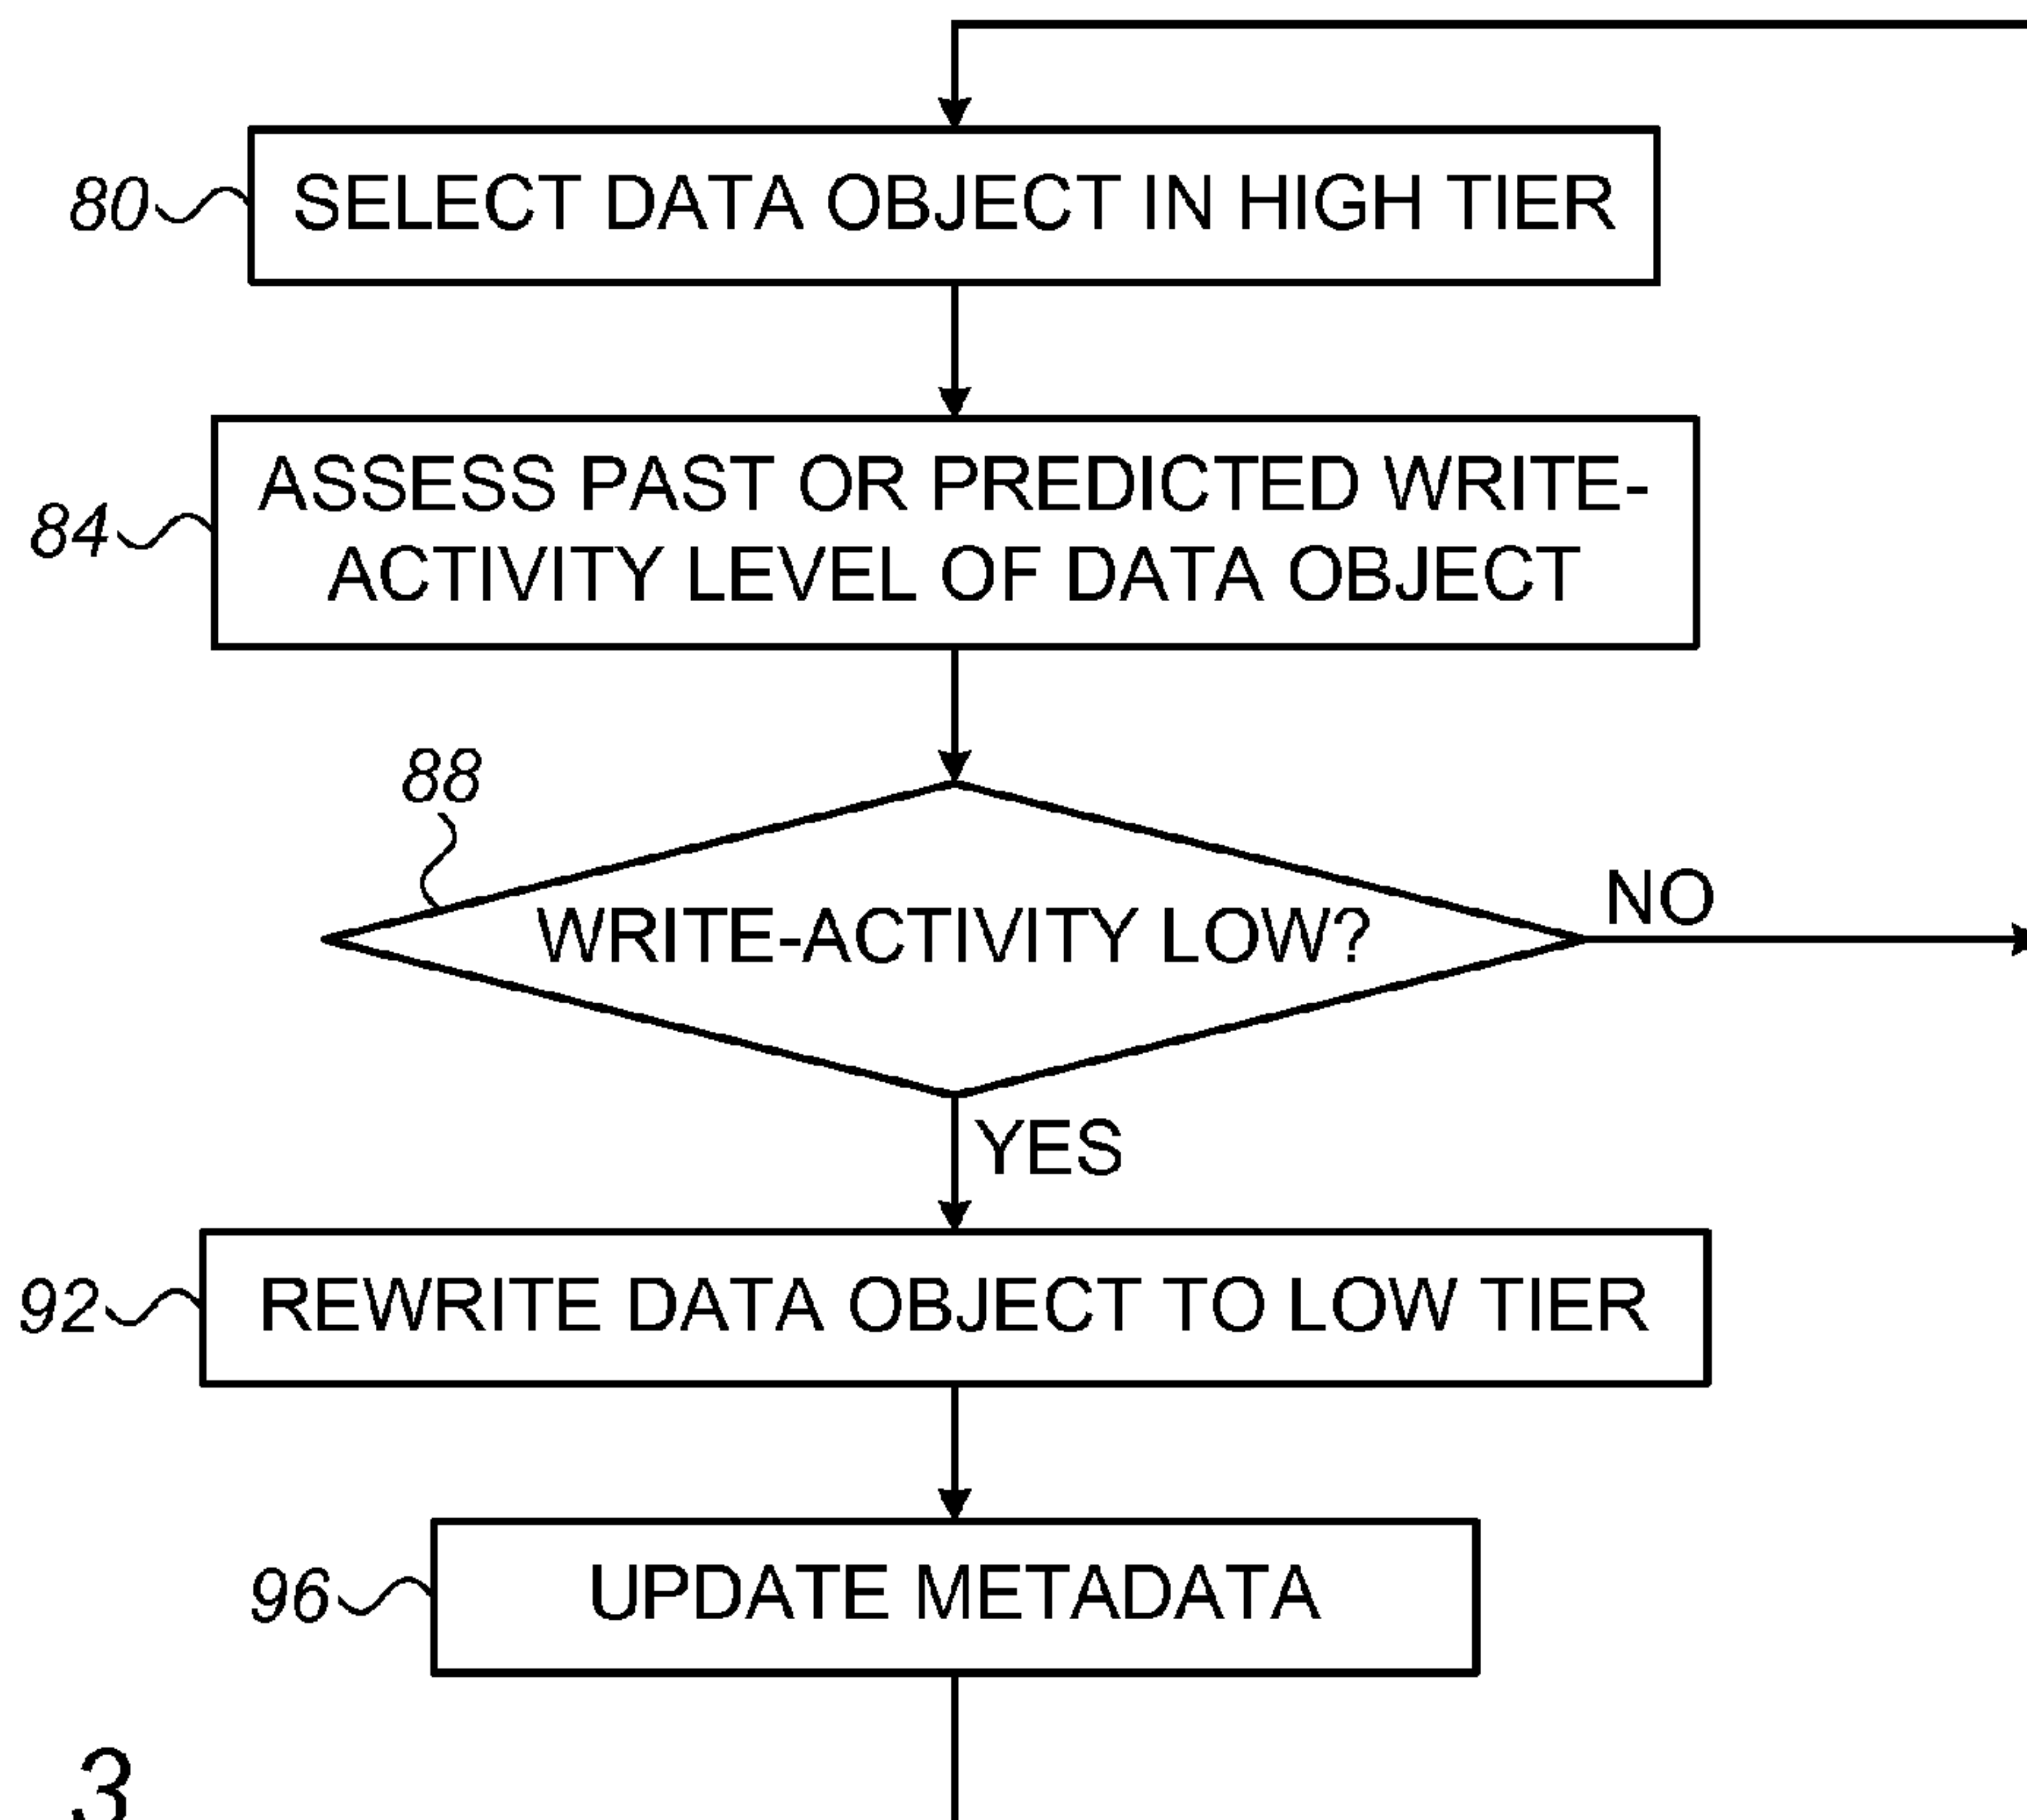 80
SELECT DATA OBJECT IN HIGH TIER
84
ASSESS PAST OR PREDICTED WRITE-
ACTIVITY LEVEL OF DATA OBJECT
88
WRITE-ACTIVITY LOW?
NO
YES
92
REWRITE DATA OBJECT TO LOW TIER
96
UPDATE METADATA
3